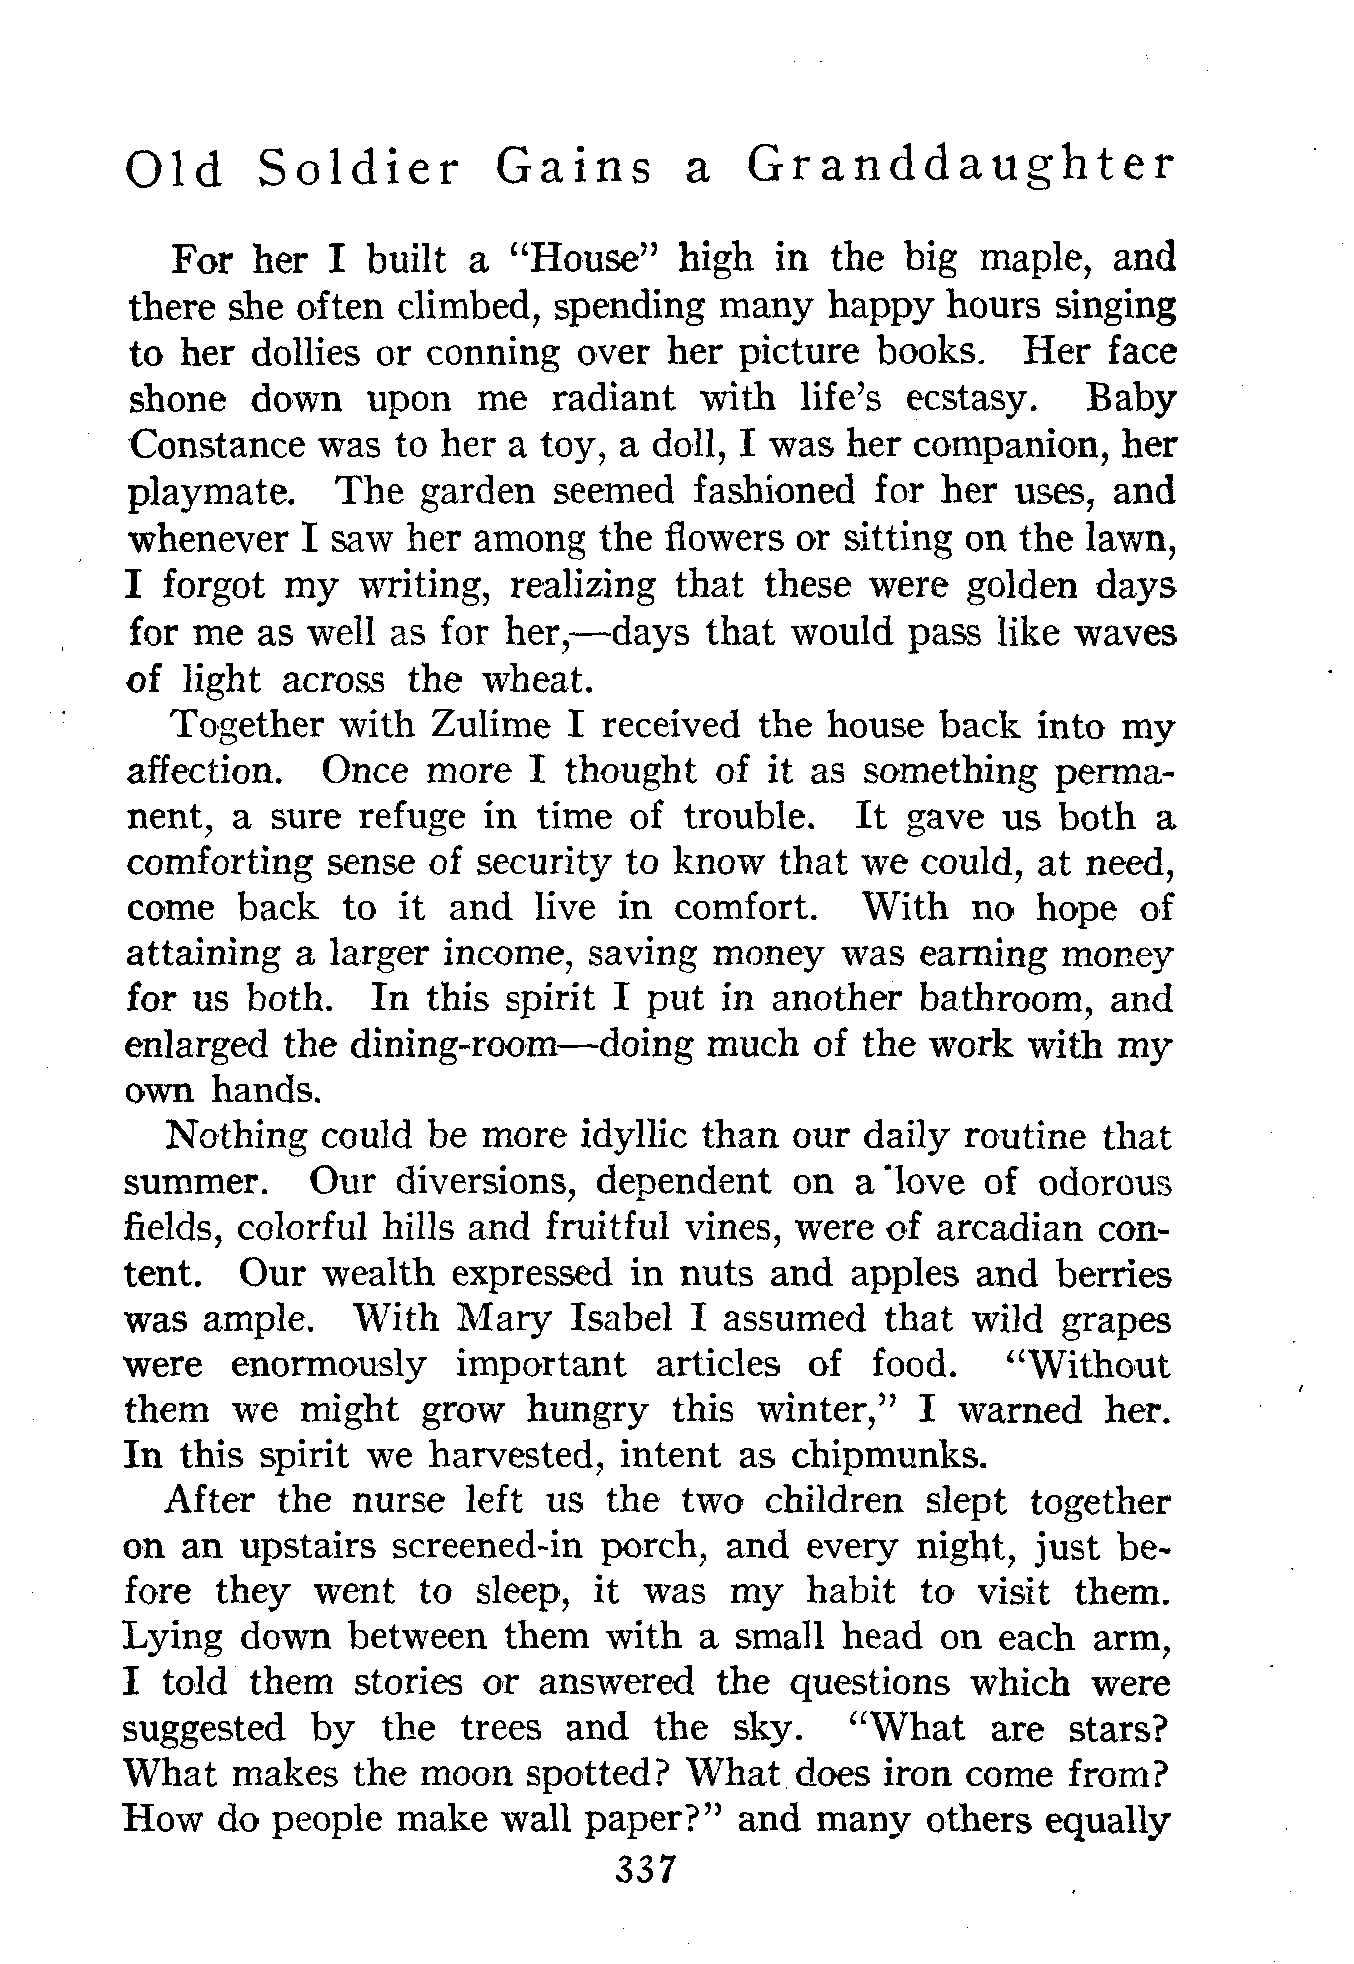 Old Soldier Gains a Granddaughter
For her I built a “House” high in the big maple, and
there she often climbed, spending many happy hours singing
to her dollies or conning over her picture books. Her face
shone down upon me radiant with life’s ecstasy. Baby
Constance was to her a toy, a doll, I was her companion, her
playmate. The garden seemed fashioned for her uses, and
whenever I saw her among the flowers or sitting on the lawn,
I forgot my writing, realizing that these were golden days
for me as well as for her,—days that would pass like waves
of light across the wheat.
Together with Zulime I received the house back into my
affection. Once more I thought of it as something perma-
nent, a sure refuge in time of trouble. It gave us both a
comforting sense of security to know that we could, at need,
come back to it and live in comfort. With no hope of
attaining a larger income, saving money was earning money
for us both. In this spirit I put in another bathroom, and
enlarged the dining-room—doing much of the work with my
own hands.
Nothing could be more idyllic than our daily routine that
summer. Our diversions, dependent on a love of odorous
fields, colorful hills and fruitful vines, were of arcadian con-
tent. Our wealth expressed in nuts and apples and berries
was ample. With Mary Isabel I assumed that wild grapes
were enormously important articles of food. “Without
them we might grow hungry this winter,” I warned her.
In this spirit we harvested, intent as chipmunks.
After the nurse left us the two children slept together
on an upstairs screened-in porch, and every night, just be-
fore they went to sleep, it was my habit to visit them.
Lying down between them with a small head on each arm,
I told them stories or answered the questions which were
suggested by the trees and the sky. “What are stars?
What makes the moon spotted? What does iron come from?
How do people make wall paper?” and many others equally
337